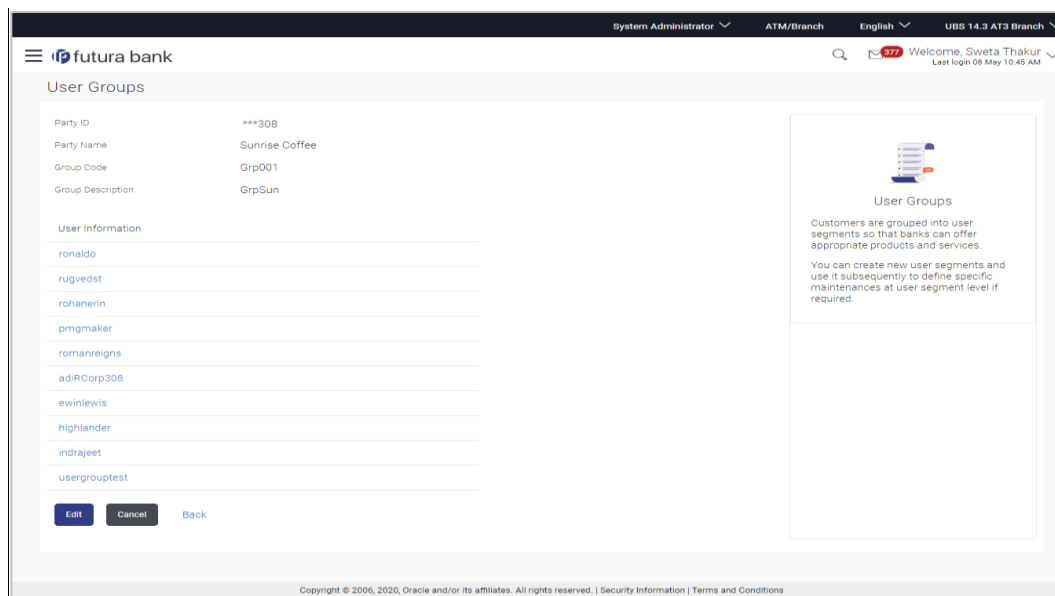 System Administrator ATM/Branch English UBS 14.3 AT3 Branch
futura bank 377 Welcome, Sweta Thakur
Last login 08 May 10:45 AM
User Groups
Party ID ***308
Party Name Sunrise Coffee
Group Code Grp001
Group Description GrpSun
User Information
ronaldo
rugvedst
rohanerin
pmgmaker
romanreigns
adiRCorp308
ewinlewis
highlander
indrajeet
usergrouptest
Edit Cancel Back
User Groups
Customers are grouped into user
segments so that banks can offer
appropriate products and services.
You can create new user segments and
use it subsequently to define specific
maintenances at user segment level if
required.
Copyright © 2006, 2020, Oracle and/or its affiliates. All rights reserved. | Security Information | Terms and Conditions